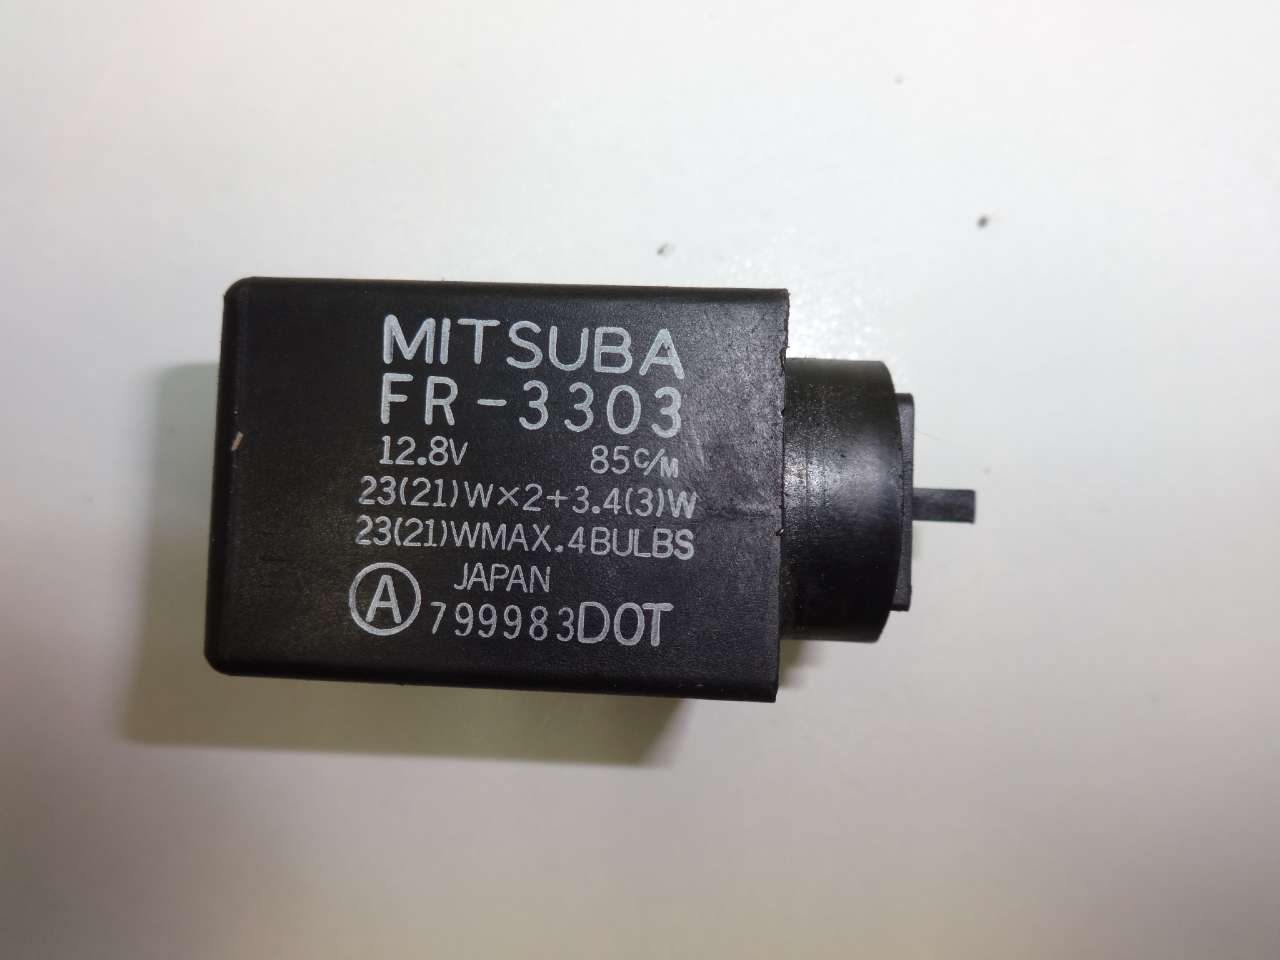 MITSUBA
FR-3303
12.8V 85c/M
23(21)W×2+3.4(3)W
23(21)WMAX.4BULBS
JAPAN
A 799983DOT